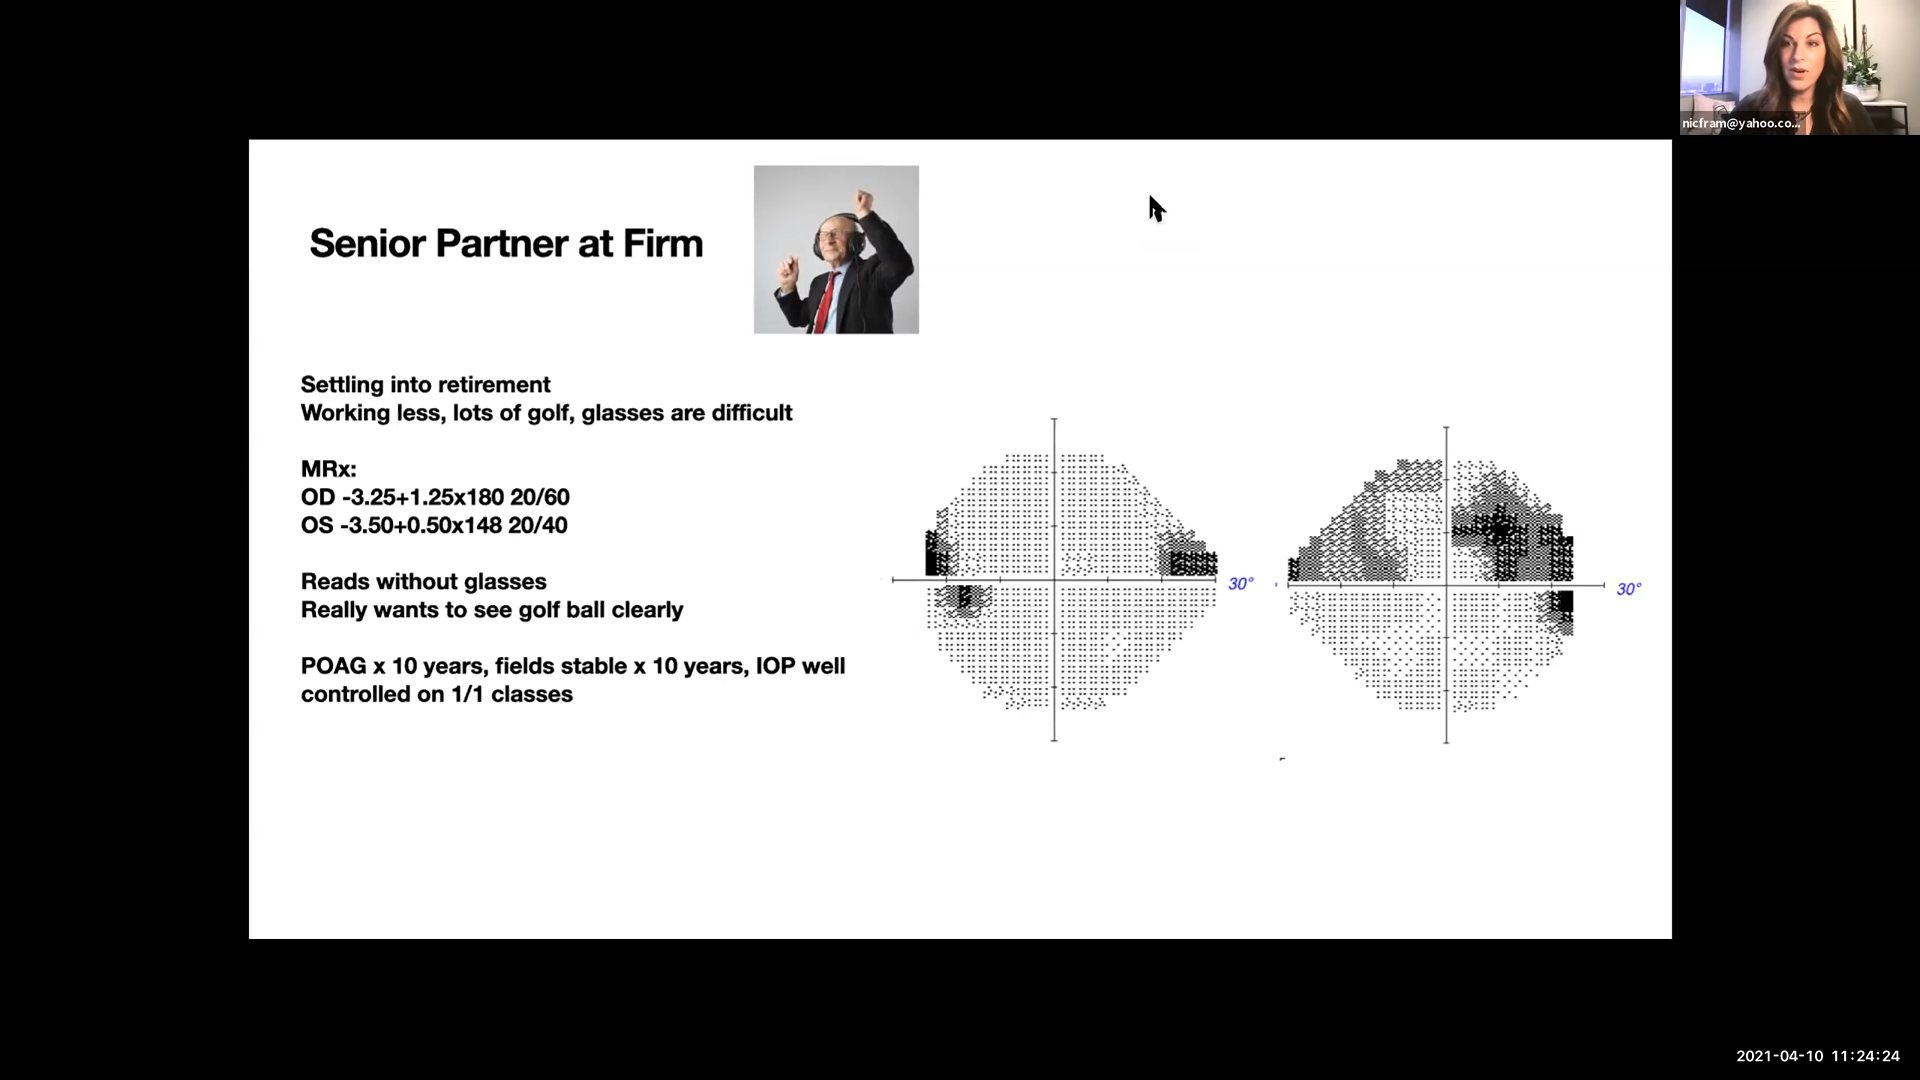 nicfram@yahoo.co...
Senior Partner at Firm
Settling into retirement
Working less, lots of golf, glasses are difficult
MRx:
OD -3.25+1.25x180 20/60
OS -3.50+0.50x148 20/40
Reads without glasses
Really wants to see golf ball clearly
POAG x 10 years, fields stable x 10 years, IOP well
controlled on 1/1 classes
30°
30°
2021-04-10 11:24:24